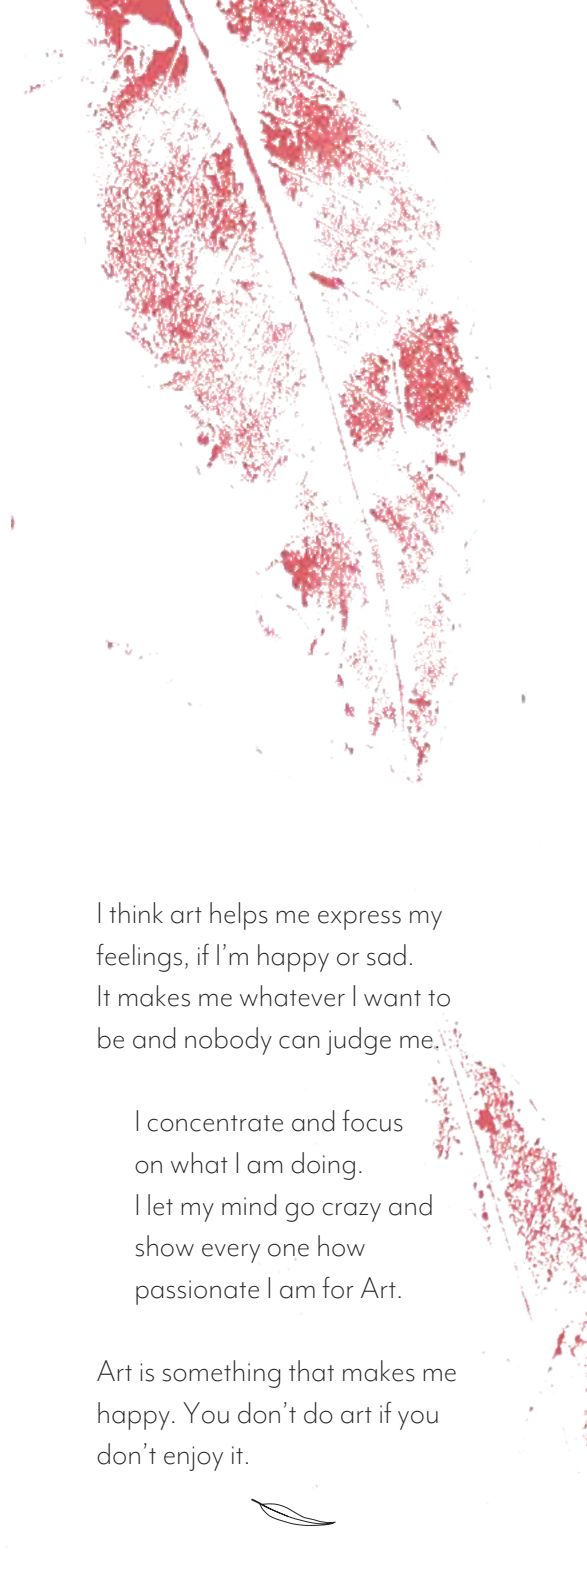 I think art helps me express my
feelings, if I'm happy or sad.
It makes me whatever I want to
be and nobody can judge me.
I concentrate and focus
on what I am doing.
I let my mind go crazy and
show every one how
passionate I am for Art.
Art is something that makes me
happy. You don't do art if you
don't enjoy it.